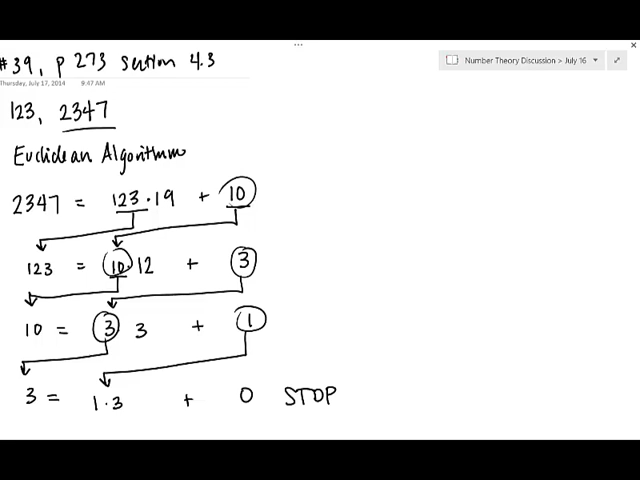 #39, p 273 section 4.3
Number Theory Discussion > July 16
Thursday, July 17, 2014 9:47 AM
123, 2347
Euclidean Algorithm
2347 = 123·19 + 10
123 = 10·12 + 3
10 = 3 3 + 1
3 = 1·3 + 0 STOP